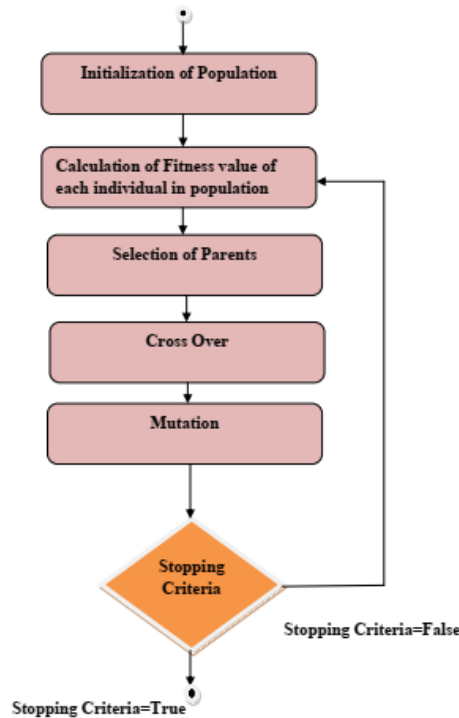 Initialization of Population
Calculation of Fitness value of
each individual in population
Selection of Parents
Cross Over
Mutation
Stopping
Criteria
Stopping Criteria=False
Stopping Criteria=True